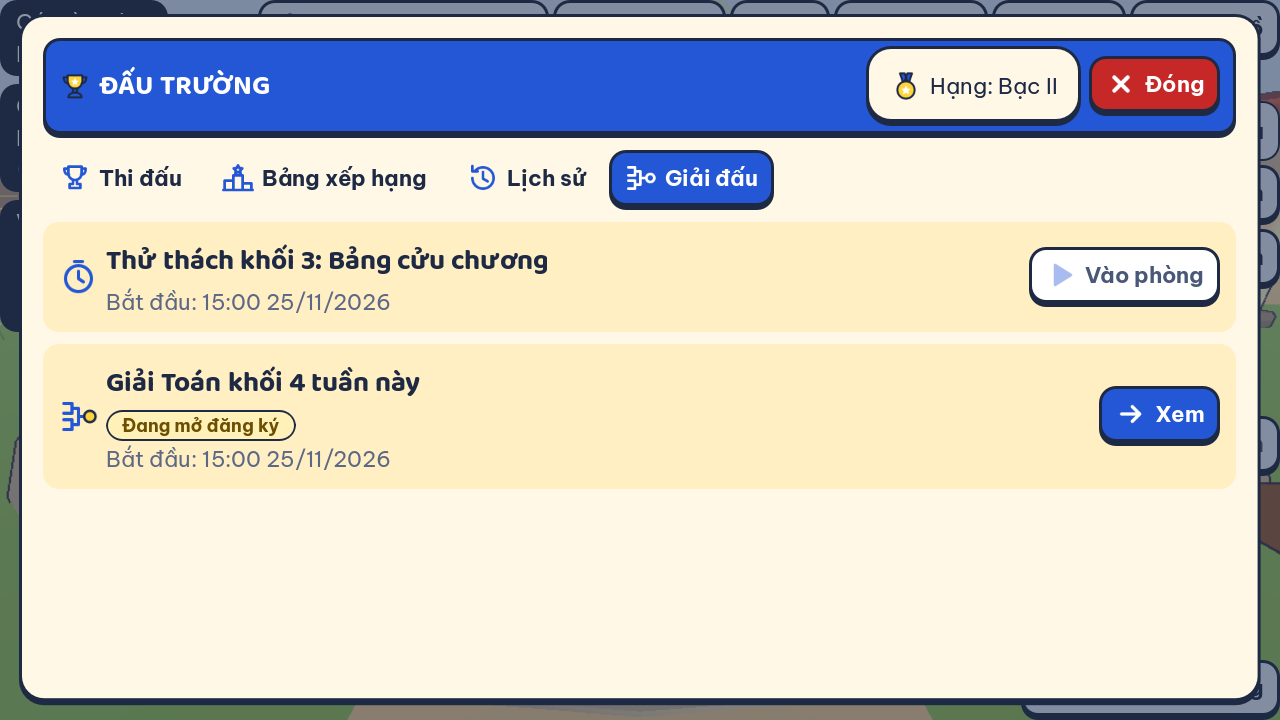 ĐẤU TRƯỜNG
Hạng: Bạc II
Đóng
Thi đấu
Bảng xếp hạng
Lịch sử
Giải đấu
Thử thách khối 3: Bảng cửu chương
Bắt đầu: 15:00 25/11/2026
Vào phòng
Giải Toán khối 4 tuần này
Đang mở đăng ký
Bắt đầu: 15:00 25/11/2026
Xem